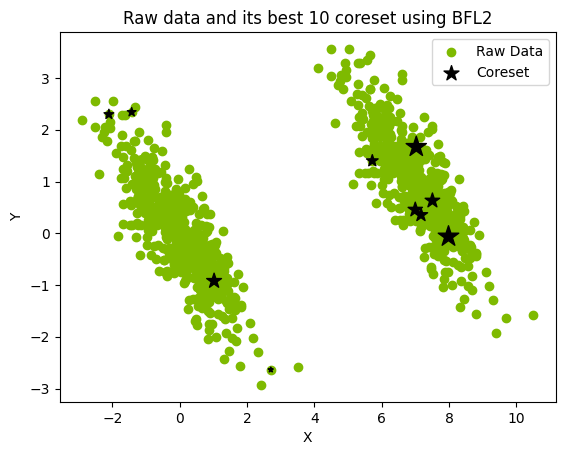 Raw data and its best 10 coreset using BFL2
Raw Data
Coreset
Y
3
2
1
0
−1
−2
−3
−2
0
2
4
6
8
10
X